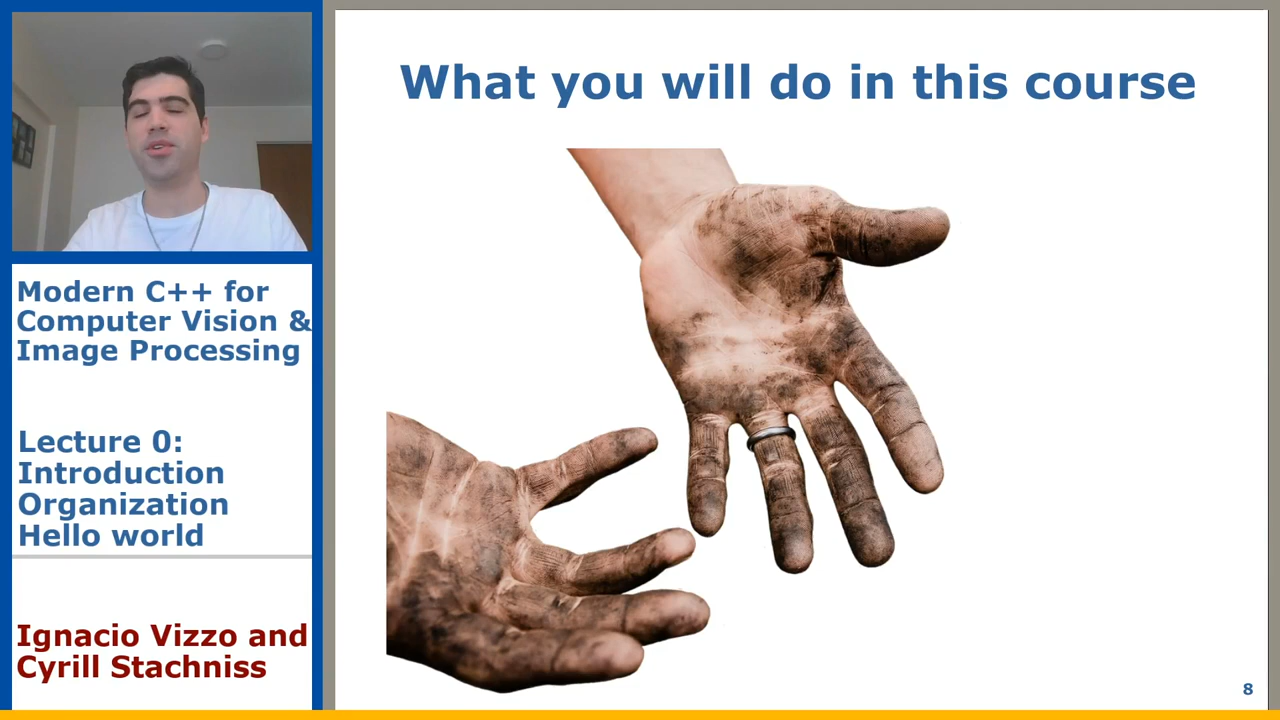 What you will do in this course
Modern C++ for
Computer Vision &
Image Processing
Lecture 0:
Introduction
Organization
Hello world
Ignacio Vizzo and
Cyrill Stachniss
8